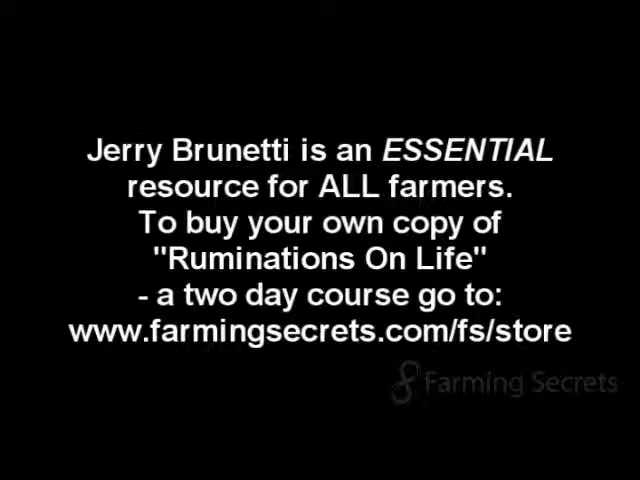 Jerry Brunetti is an ESSENTIAL
resource for ALL farmers.
To buy your own copy of
"Ruminations On Life"
- a two day course go to:
www.farmingsecrets.com/fs/store
Farming Secrets